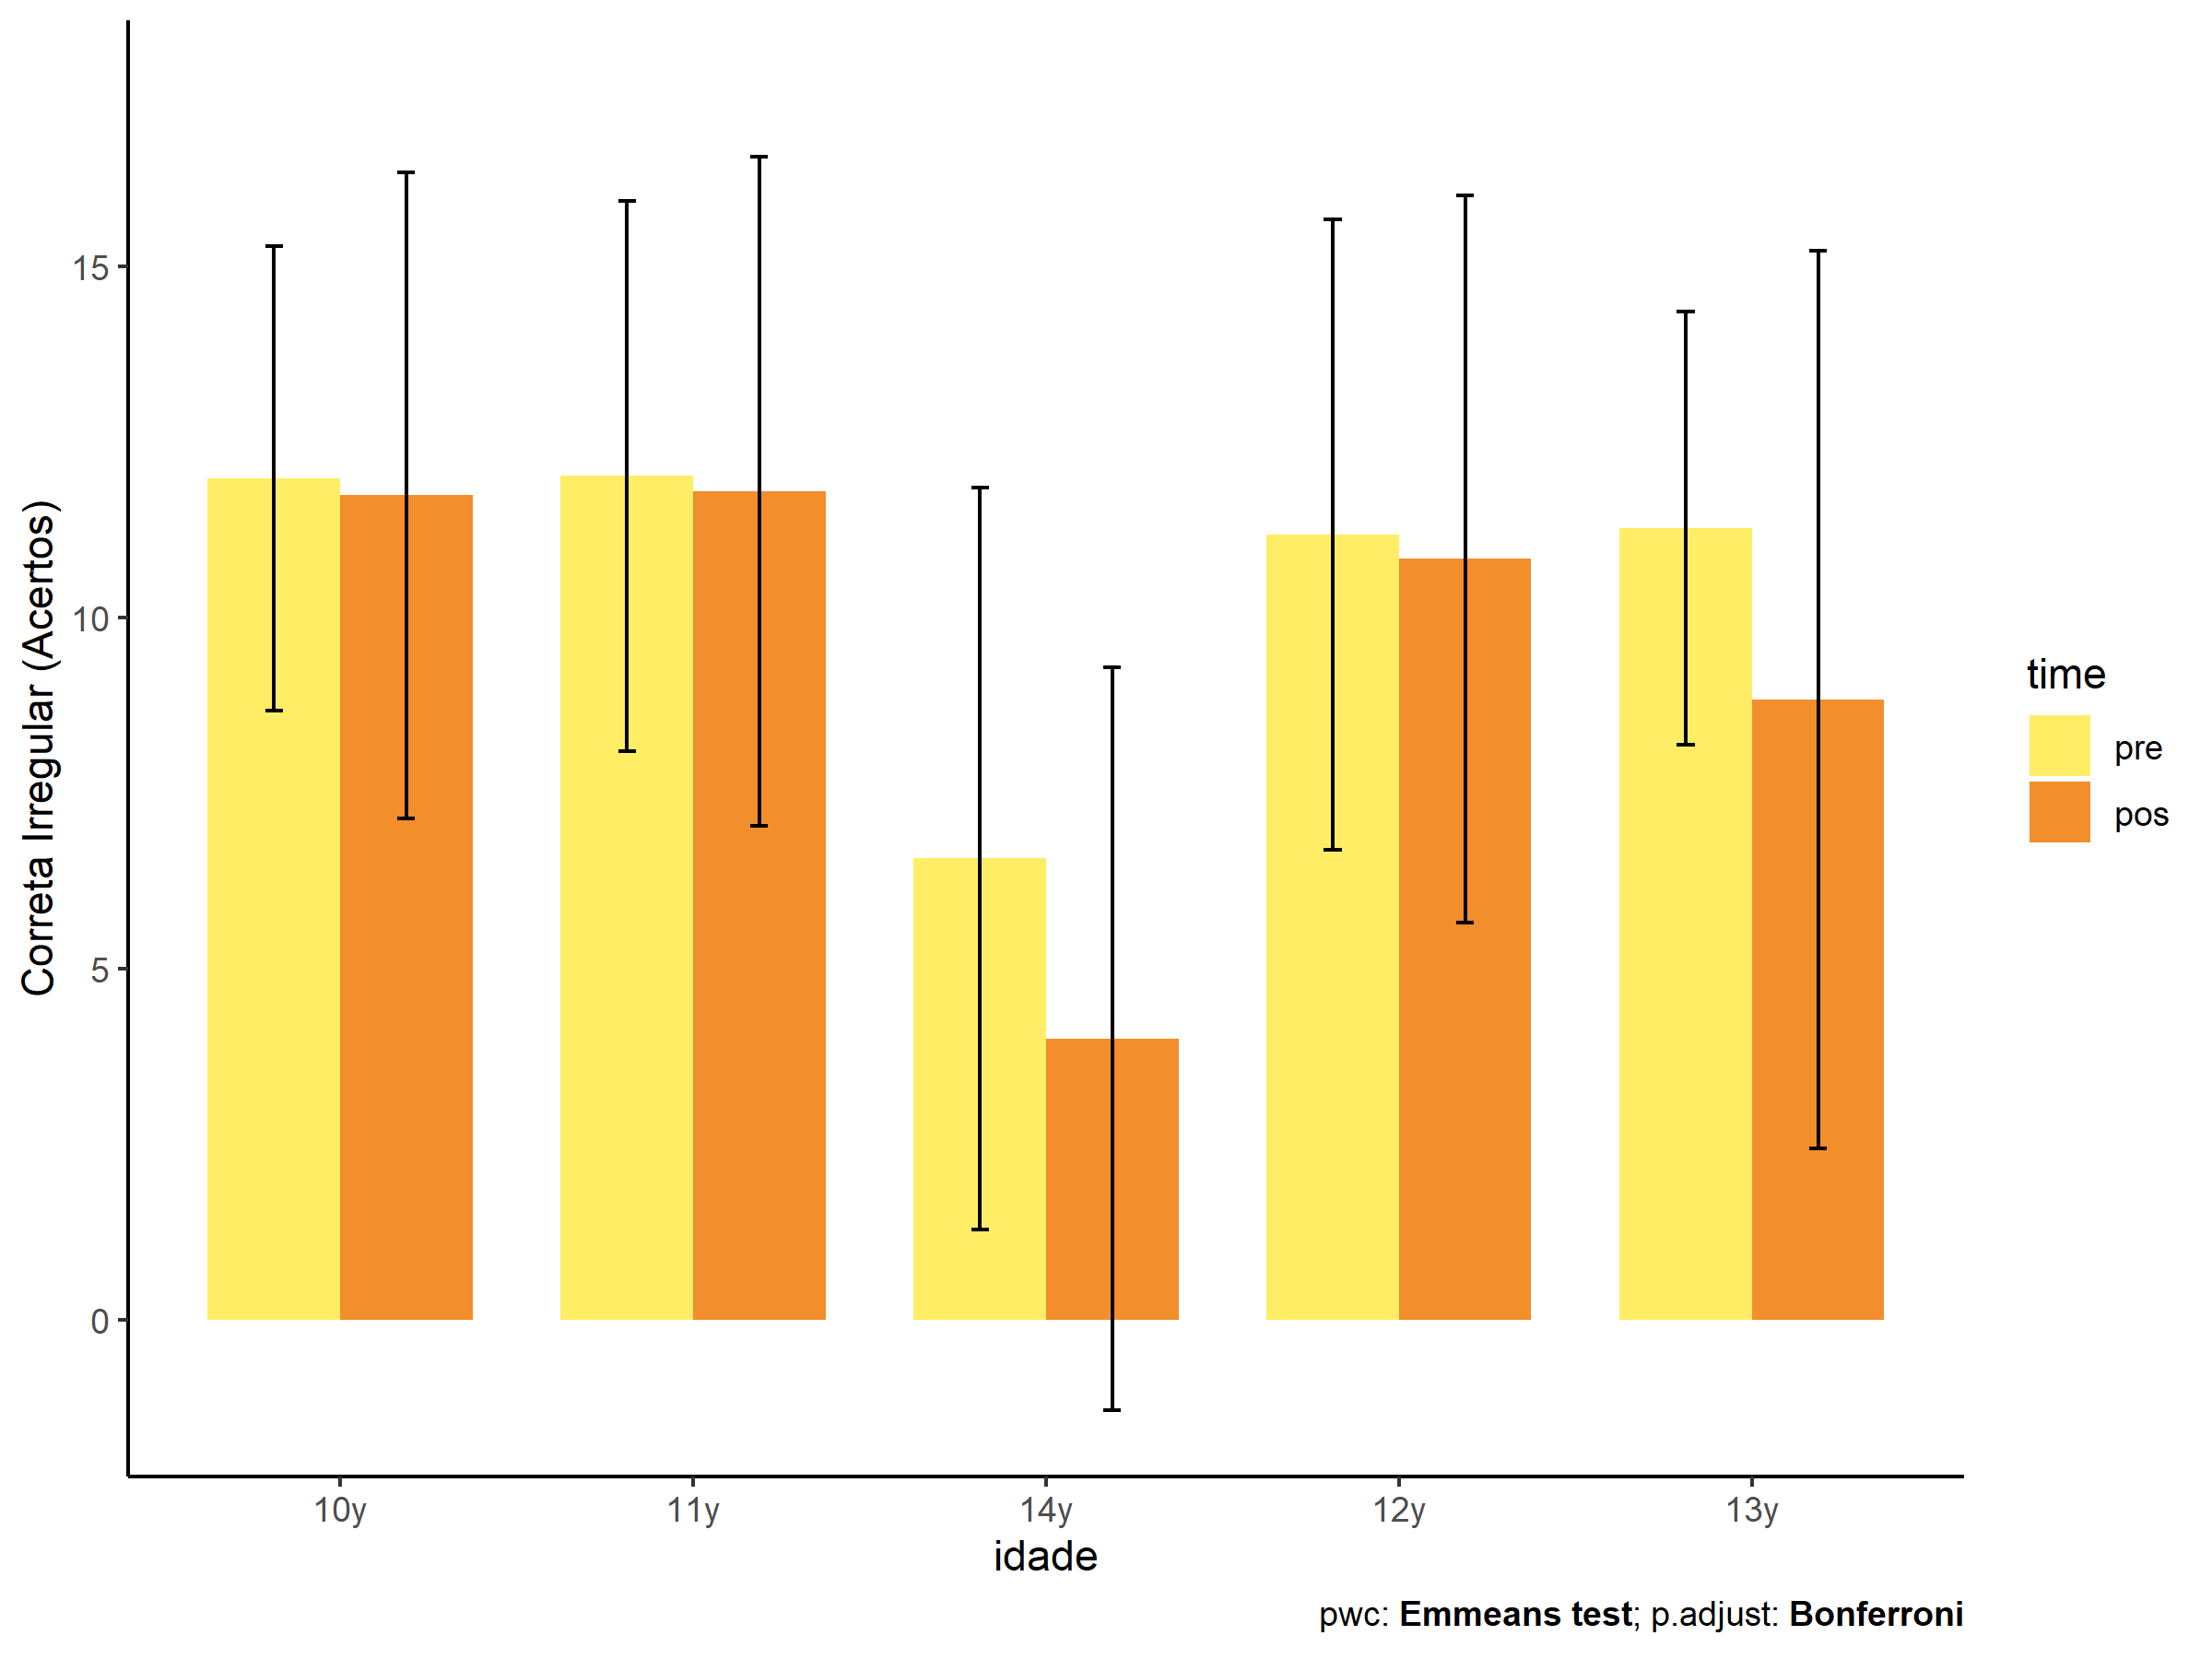 Correta Irregular (Acertos)
15
10
5
0
10y
11y
14y
12y
13y
idade
time
pre
pos
pwc: Emmeans test; p.adjust: Bonferroni